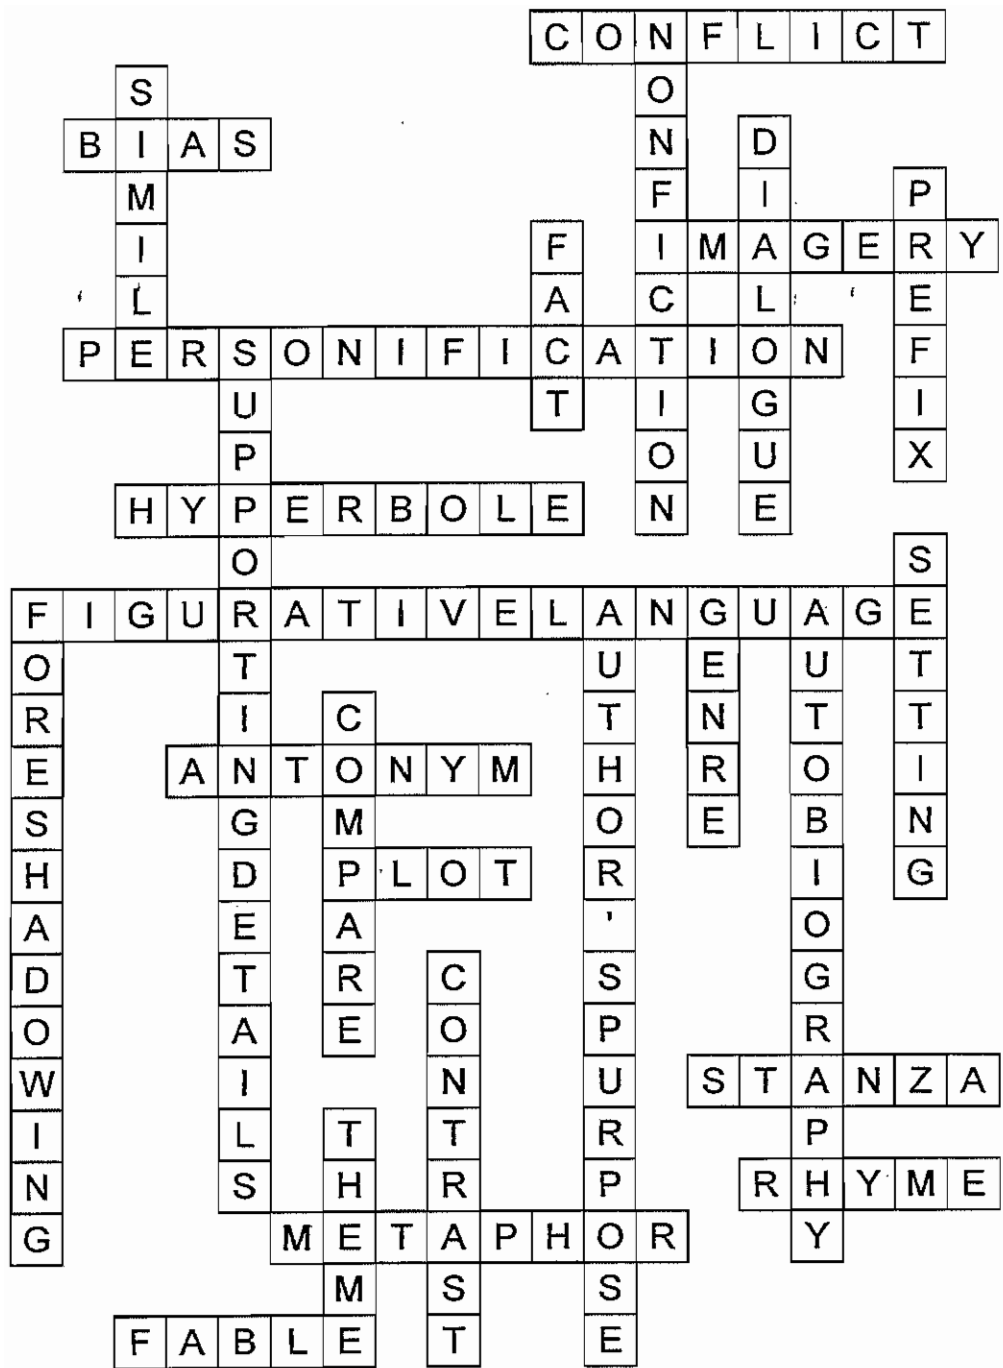 CONFLICT
NONFICTION
SIMILE
BIAS
DIALOGUE
PREFIX
FACT
IMAGERY
PERSONIFICATION
SUPPORTINGDETAILS
HYPERBOLE
SETTING
FIGURATIVELANGUAGE
FORESHADOWING
AUTHOR'SPURPOSE
GENRE
AUTOBIOGRAPHY
COMPARE
ANTONYM
PLOT
CONTRAST
STANZA
THEME
RHYME
METAPHOR
FABLE